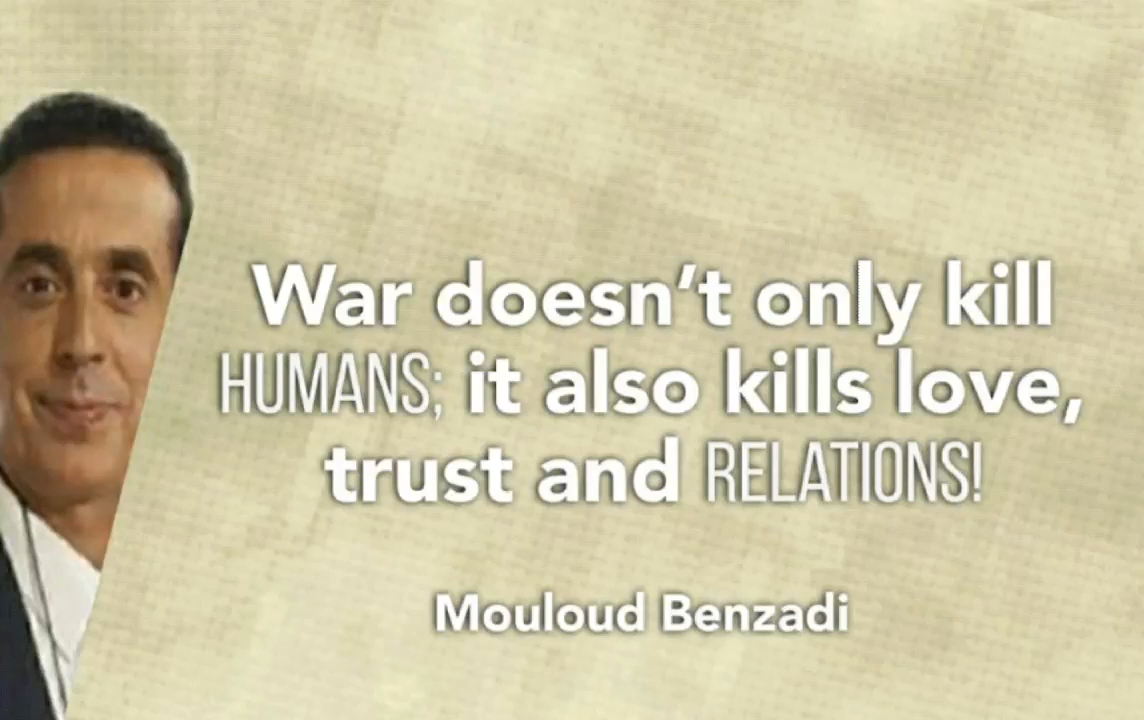 War doesn’t only kill
HUMANS; it also kills love,
trust and RELATIONS!
Mouloud Benzadi